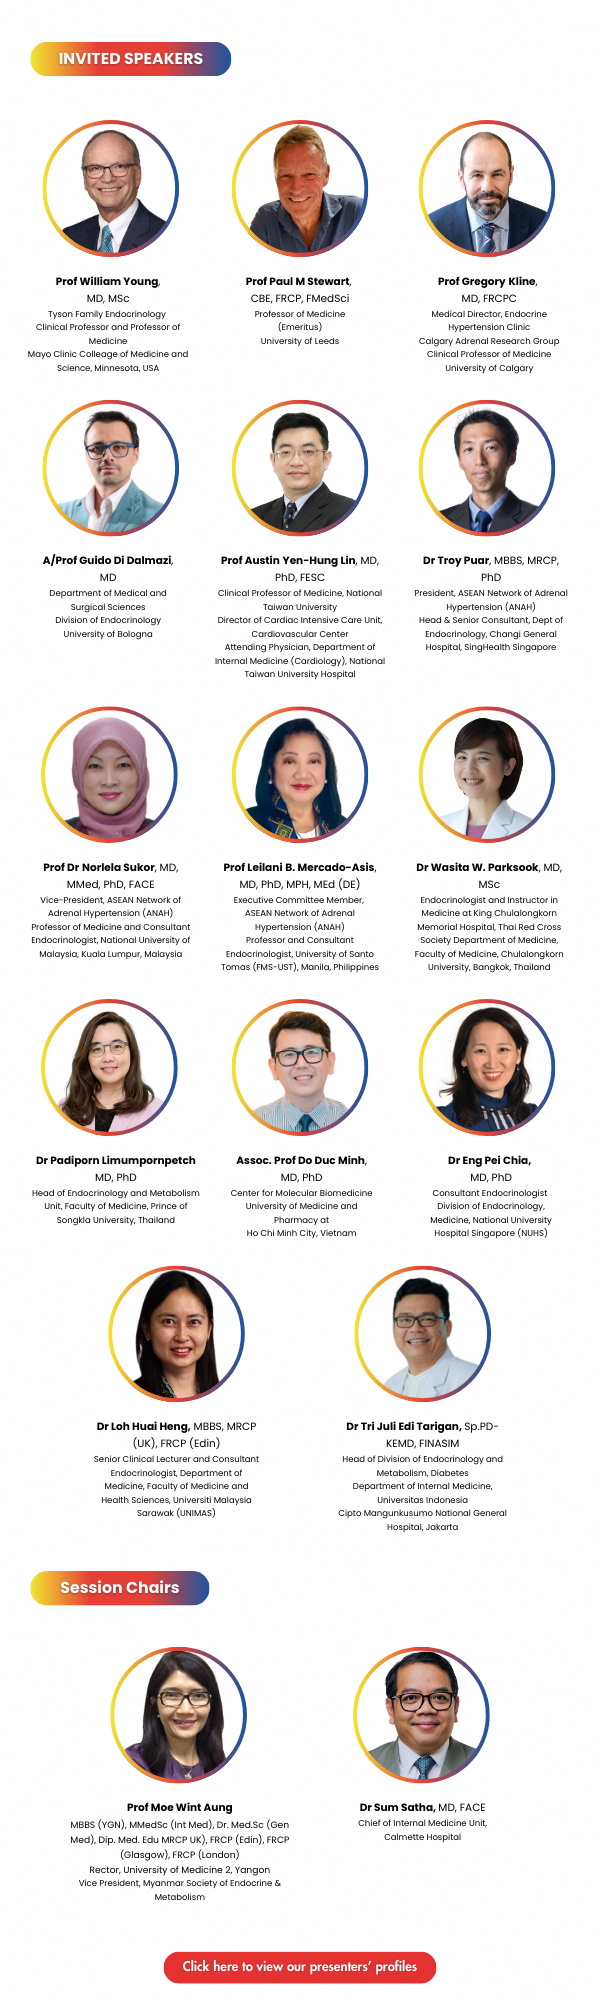 INVITED SPEAKERS
Prof William Young,
MD, MSc
Tyson Family Endocrinology
Clinical Professor and Professor of
Medicine
Mayo Clinic Colleage of Medicine and
Science, Minnesota, USA
Prof Paul M Stewart,
CBE, FRCP, FMedSci
Professor of Medicine
(Emeritus)
University of Leeds
Prof Gregory Kline,
MD, FRCPC
Medical Director, Endocrine
Hypertension Clinic
Calgary Adrenal Research Group
Clinical Professor of Medicine
University of Calgary
A/Prof Guido Di Dalmazi,
MD
Department of Medical and
Surgical Sciences
Division of Endocrinology
University of Bologna
Prof Austin Yen-Hung Lin, MD,
PhD, FESC
Clinical Professor of Medicine, National
Taiwan University
Director of Cardiac Intensive Care Unit,
Cardiovascular Center
Attending Physician, Department of
Internal Medicine (Cardiology), National
Taiwan University Hospital
Dr Troy Puar, MBBS, MRCP,
PhD
President, ASEAN Network of Adrenal
Hypertension (ANAH)
Head & Senior Consultant, Dept of
Endocrinology, Changi General
Hospital, SingHealth Singapore
Prof Dr Norlela Sukor, MD,
MMed, PhD, FACE
Vice-President, ASEAN Network of
Adrenal Hypertension (ANAH)
Professor of Medicine and Consultant
Endocrinologist, National University of
Malaysia, Kuala Lumpur, Malaysia
Prof Leilani B. Mercado-Asis,
MD, PhD, MPH, MEd (DE)
Executive Committee Member,
ASEAN Network of Adrenal
Hypertension (ANAH)
Professor and Consultant
Endocrinologist, University of Santo
Tomas (FMS-UST), Manila, Philippines
Dr Wasita W. Parksook, MD,
MSc
Endocrinologist and Instructor in
Medicine at King Chulalongkorn
Memorial Hospital, Thai Red Cross
Society Department of Medicine,
Faculty of Medicine, Chulalongkorn
University, Bangkok, Thailand
Dr Padiporn Limumpornpetch
MD, PhD
Head of Endocrinology and Metabolism
Unit, Faculty of Medicine, Prince of
Songkla University, Thailand
Assoc. Prof Do Duc Minh,
MD, PhD
Center for Molecular Biomedicine
University of Medicine and
Pharmacy at
Ho Chi Minh City, Vietnam
Dr Eng Pei Chia,
MD, PhD
Consultant Endocrinologist
Division of Endocrinology,
Medicine, National University
Hospital Singapore (NUHS)
Dr Loh Huai Heng, MBBS, MRCP
(UK), FRCP (Edin)
Senior Clinical Lecturer and Consultant
Endocrinologist, Department of
Medicine, Faculty of Medicine and
Health Sciences, Universiti Malaysia
Sarawak (UNIMAS)
Dr Tri Juli Edi Tarigan, Sp.PD-
KEMD, FINASIM
Head of Division of Endocrinology and
Metabolism, Diabetes
Department of Internal Medicine,
Universitas Indonesia
Cipto Mangunkusumo National General
Hospital, Jakarta
Session Chairs
Prof Moe Wint Aung
MBBS (YGN), MMedSc (Int Med), Dr. Med.Sc (Gen
Med), Dip. Med. Edu MRCP UK), FRCP (Edin), FRCP
(Glasgow), FRCP (London)
Rector, University of Medicine 2, Yangon
Vice President, Myanmar Society of Endocrine &
Metabolism
Dr Sum Satha, MD, FACE
Chief of Internal Medicine Unit,
Calmette Hospital
Click here to view our presenters’ profiles